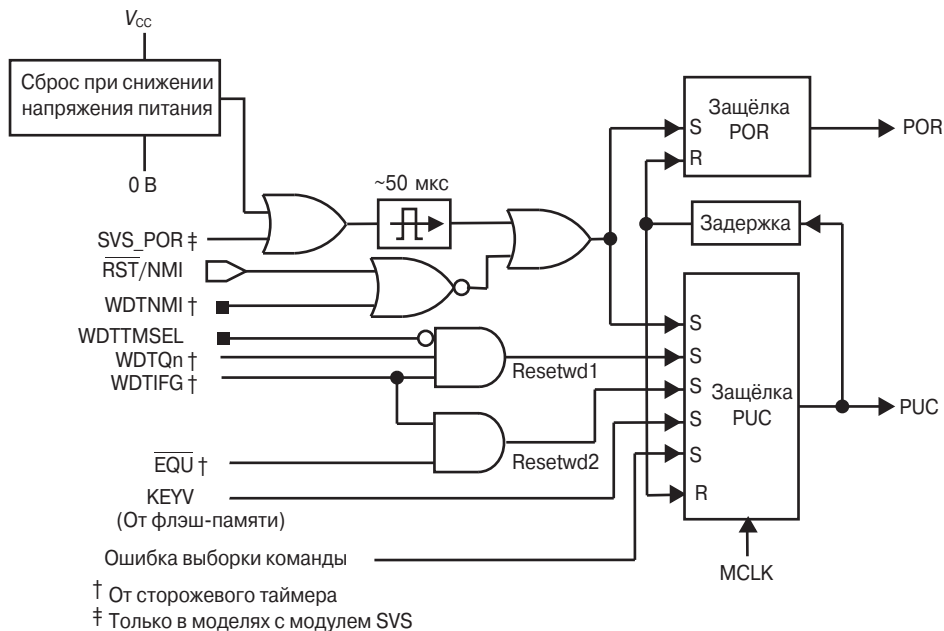 VCC
Сброс при снижении
напряжения питания
0 В
~50 мкс
SVS_POR ‡
RST/NMI
WDTNMI †
WDTTMSEL
WDTQn †
WDTIFG †
Resetwd1
EQU †
Resetwd2
KEYV
(От флэш-памяти)
Ошибка выборки команды
Защёлка
POR
S
R
POR
Задержка
S
S
S
S
S
R
Защёлка
PUC
PUC
MCLK
† От сторожевого таймера
‡ Только в моделях с модулем SVS